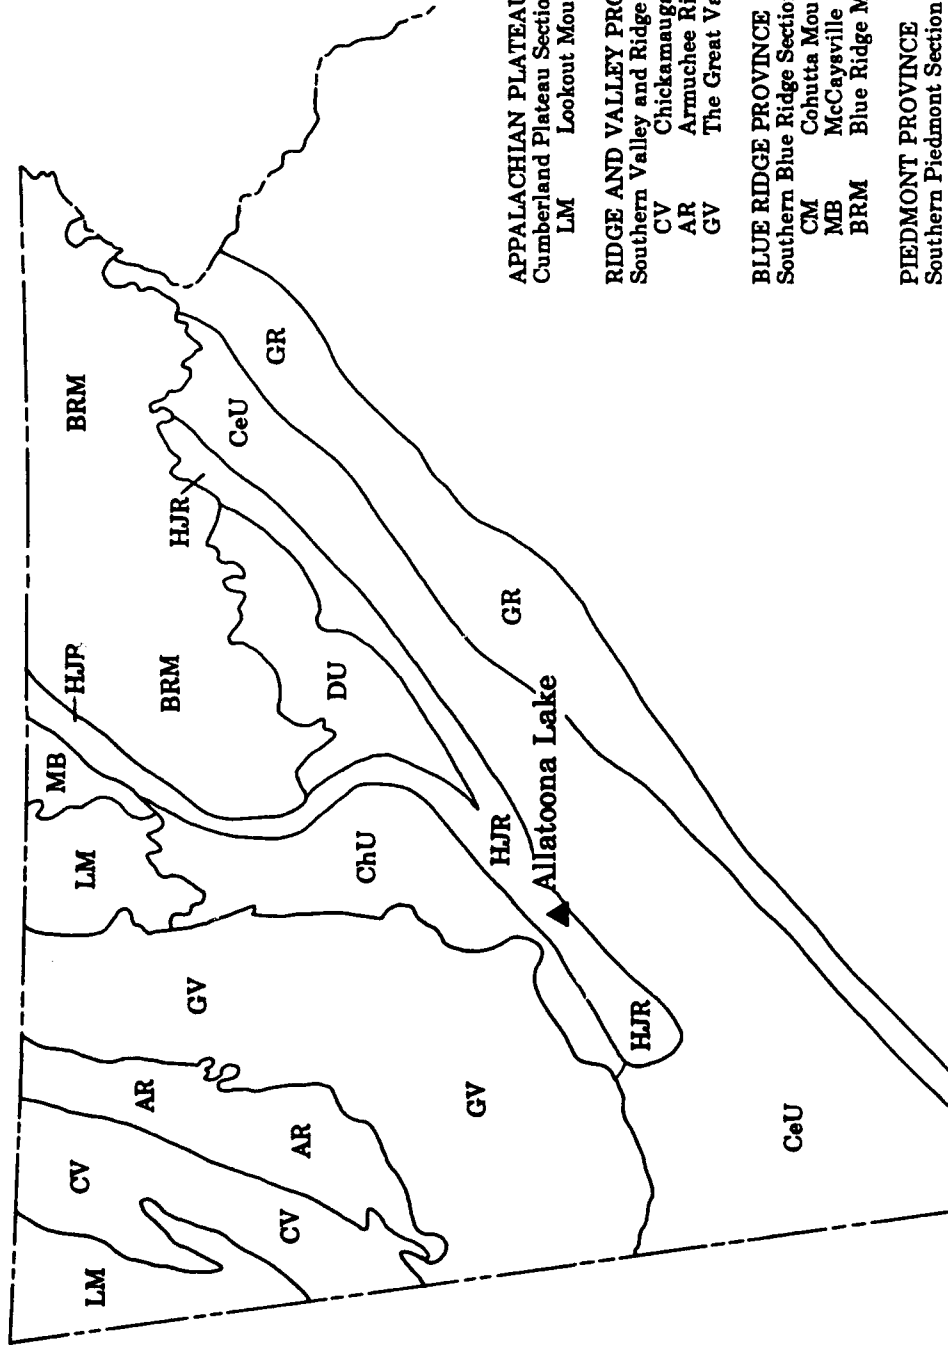 LM
CV
LM
MB
HJR
BRM
AR
BRM
HJR
GV
CeU
GR
CV
AR
DU
ChU
GV
HJR
GR
Allatoona Lake
HJR
CeU
APPALACHIAN PLATEAU
Cumberland Plateau Section
LM Lookout Mou
RIDGE AND VALLEY PRO
Southern Valley and Ridge
CV Chickamaug
AR Armuchee Ri
GV The Great Va
BLUE RIDGE PROVINCE
Southern Blue Ridge Section
CM Cohutta Mou
MB McCaysville
BRM Blue Ridge M
PIEDMONT PROVINCE
Southern Piedmont Section